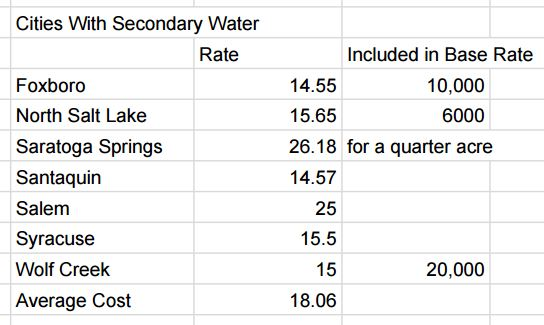 Cities With Secondary Water
Rate Included in Base Rate
Foxboro 14.55 10,000
North Salt Lake 15.65 6000
Saratoga Springs 26.18 for a quarter acre
Santaquin 14.57
Salem 25
Syracuse 15.5
Wolf Creek 15 20,000
Average Cost 18.06